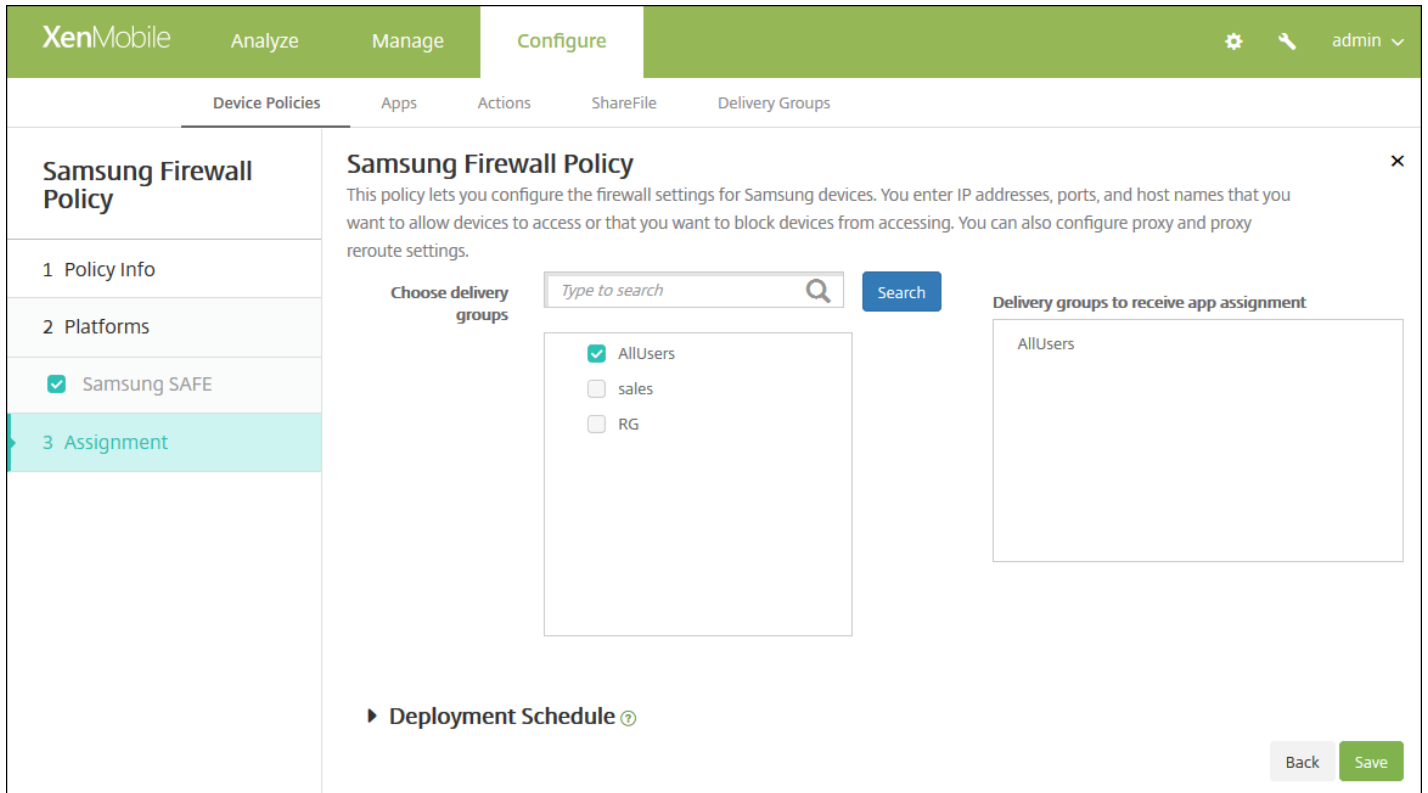 XenMobile Analyze Manage Configure admin
Device Policies Apps Actions ShareFile Delivery Groups
Samsung Firewall
Policy
1 Policy Info
2 Platforms
Samsung SAFE
3 Assignment
Samsung Firewall Policy
This policy lets you configure the firewall settings for Samsung devices. You enter IP addresses, ports, and host names that you
want to allow devices to access or that you want to block devices from accessing. You can also configure proxy and proxy
reroute settings.
Choose delivery
groups
Type to search
Search
AllUsers
sales
RG
Delivery groups to receive app assignment
AllUsers
Deployment Schedule ?
Back Save